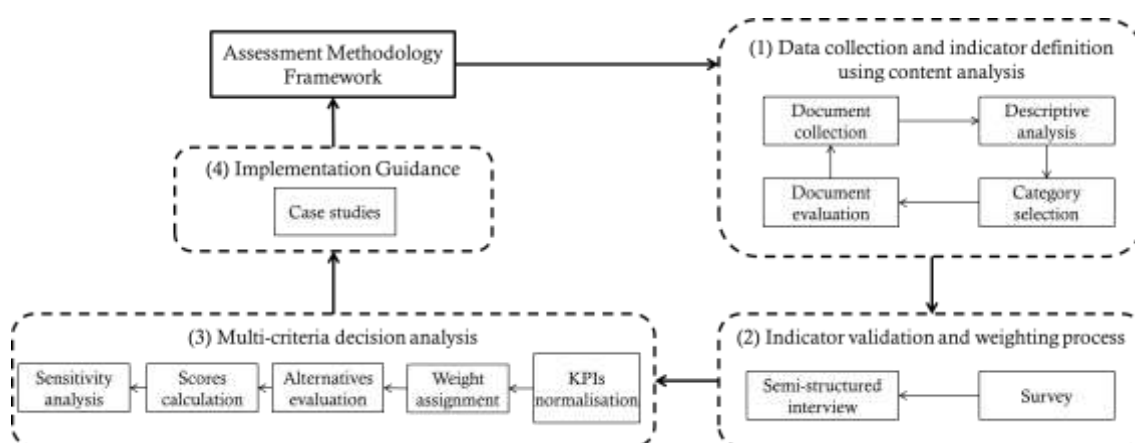 Assessment Methodology
Framework
(1) Data collection and indicator definition
using content analysis
Document
collection
Descriptive
analysis
Document
evaluation
Category
selection
(4) Implementation Guidance
Case studies
(3) Multi-criteria decision analysis
Sensitivity
analysis
Scores
calculation
Alternatives
evaluation
Weight
assignment
KPIs
normalisation
(2) Indicator validation and weighting process
Semi-structured
interview
Survey